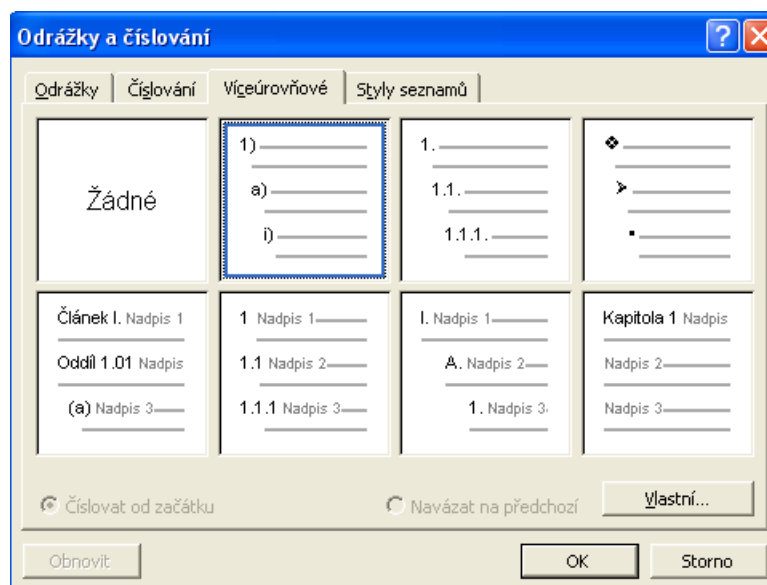 Odrážky a číslování
Odrážky Číslování Víceúrovňové Styly seznamů
Žádné
1)
a)
i)
1.
1.1.
1.1.1.
Článek I. Nadpis 1
Oddíl 1.01 Nadpis
(a) Nadpis 3
1 Nadpis 1
1.1 Nadpis 2
1.1.1 Nadpis 3
I. Nadpis 1
A. Nadpis 2
1. Nadpis 3
Kapitola 1 Nadpis
Nadpis 2
Nadpis 3
Číslovat od začátku Navázat na předchozí Vlastní...
Obnovit OK Storno